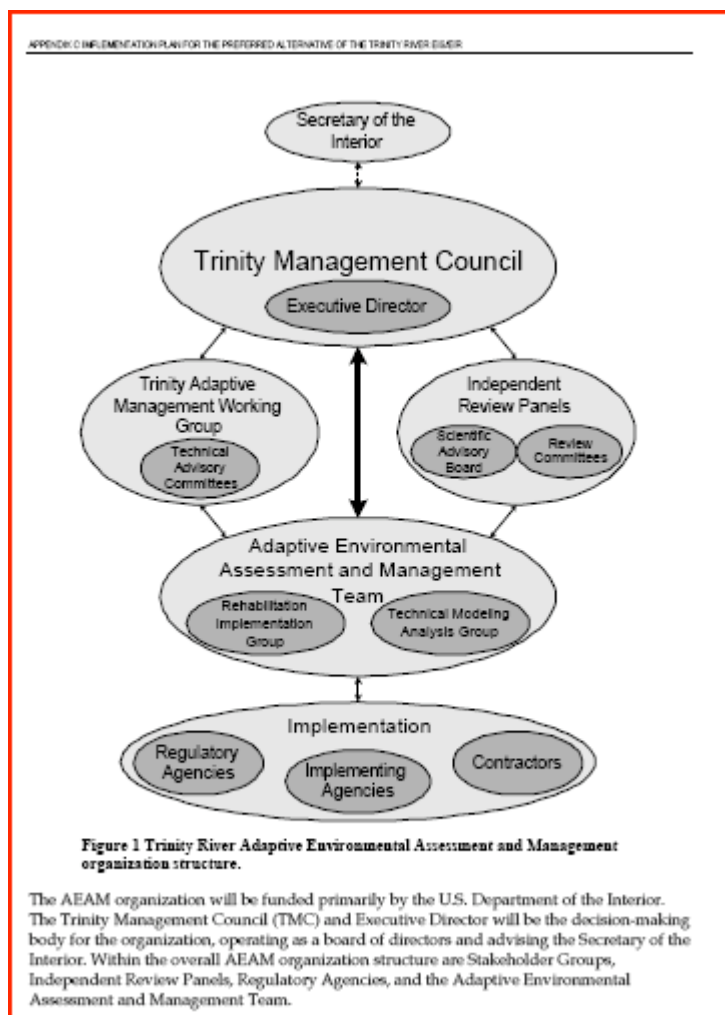 APPENDIX C IMPLEMENTATION PLAN FOR THE PREFERRED ALTERNATIVE OF THE TRINITY RIVER EIS/EIR
Secretary of the
Interior
Trinity Management Council
Executive Director
Trinity Adaptive
Management Working
Group
Technical
Advisory
Committees
Independent
Review Panels
Scientific
Advisory
Board
Review
Committees
Adaptive Environmental
Assessment and Management
Team
Rehabilitation
Implementation
Group
Technical Modeling
Analysis Group
Implementation
Regulatory
Agencies
Implementing
Agencies
Contractors
Figure 1 Trinity River Adaptive Environmental Assessment and Management
organization structure.
The AEAM organization will be funded primarily by the U.S. Department of the Interior.
The Trinity Management Council (TMC) and Executive Director will be the decision-making
body for the organization, operating as a board of directors and advising the Secretary of the
Interior. Within the overall AEAM organization structure are Stakeholder Groups,
Independent Review Panels, Regulatory Agencies, and the Adaptive Environmental
Assessment and Management Team.